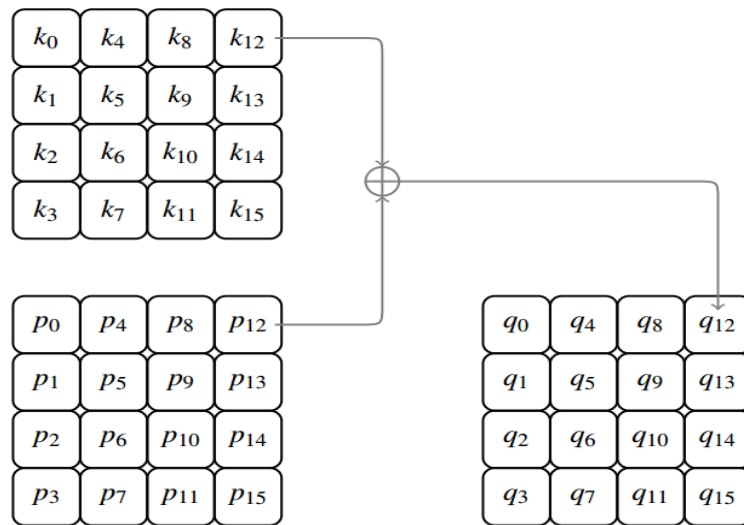 k0 k4 k8 k12
k1 k5 k9 k13
k2 k6 k10 k14
k3 k7 k11 k15
p0 p4 p8 p12
p1 p5 p9 p13
p2 p6 p10 p14
p3 p7 p11 p15
q0 q4 q8 q12
q1 q5 q9 q13
q2 q6 q10 q14
q3 q7 q11 q15